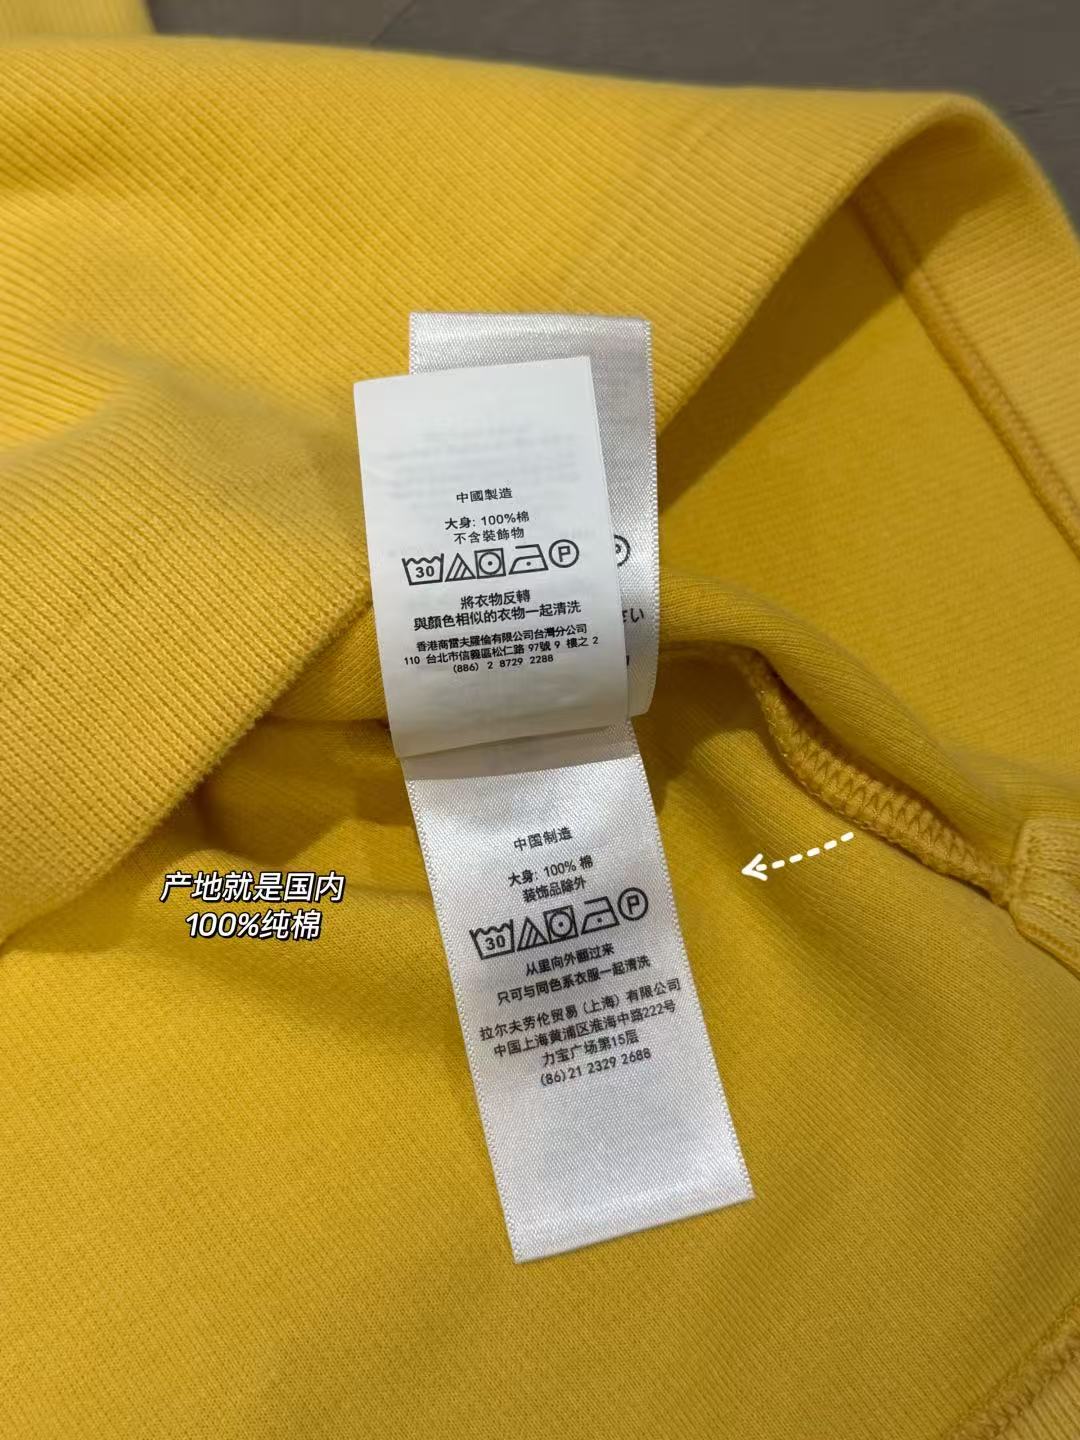 中國製造
大身: 100%棉
不含裝飾物
30
P
將衣物反轉
與顏色相似的衣物一起清洗
香港商雷夫羅倫有限公司台灣分公司
110 台北市信義區松仁路 97號 9 樓之 2
(886) 2 8729 2288
さい
中国制造
大身: 100% 棉
装饰品除外
30
P
从里向外翻过来
只可与同色系衣服一起清洗
拉尔夫劳伦贸易 (上海) 有限公司
中国上海黄浦区淮海中路222号
力宝广场第15层
(86)21 2329 2688
产地就是国内
100%纯棉